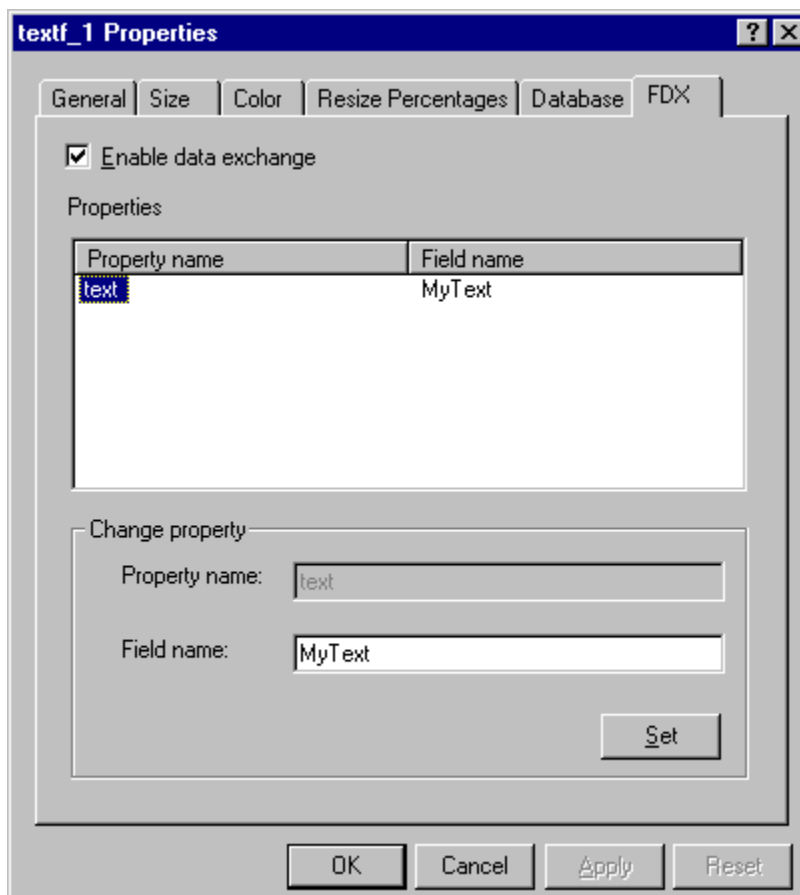 textf_1 Properties
General Size Color Resize Percentages Database FDX
Enable data exchange
Properties
Property name Field name
text MyText
Change property
Property name: text
Field name: MyText
Set
OK Cancel Apply Reset